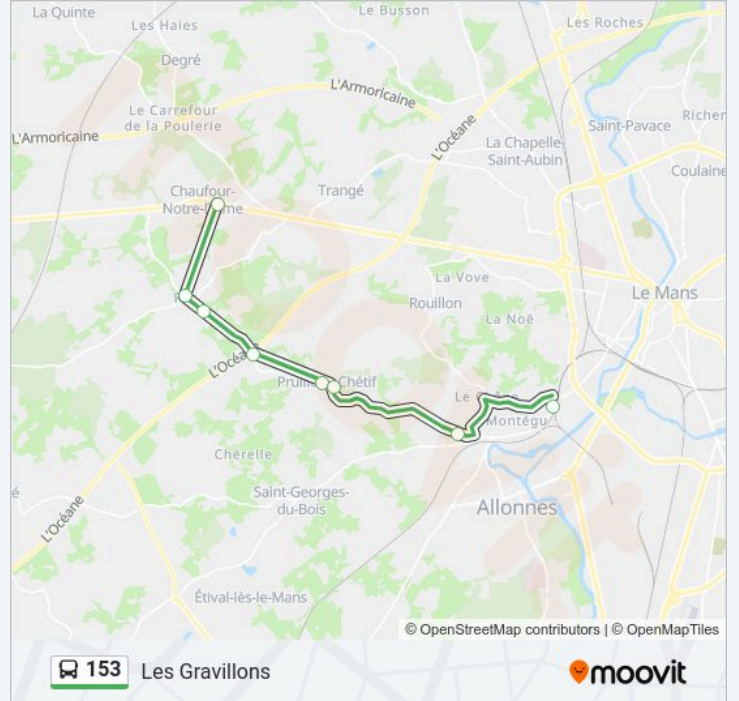 La Quinte
Le Busson
Les Haies
Les Roches
Degré
L'Armoricaine
Le Carrefour
de la Poulerie
L'Armoricaine
L'Océane
Saint-Pavace
Richer
La Chapelle-
Saint-Aubin
Coulaine
Chaufour-
Notre-Dame
Trangé
La Vove
Rouillon
Le Mans
La Noë
L'Océane
Chétif
Montégu
Chérelle
Saint-Georges-
du-Bois
Allonnes
L'Océane
Étival-lès-le-Mans
© OpenStreetMap contributors | © OpenMapTiles
153 Les Gravillons
moovit